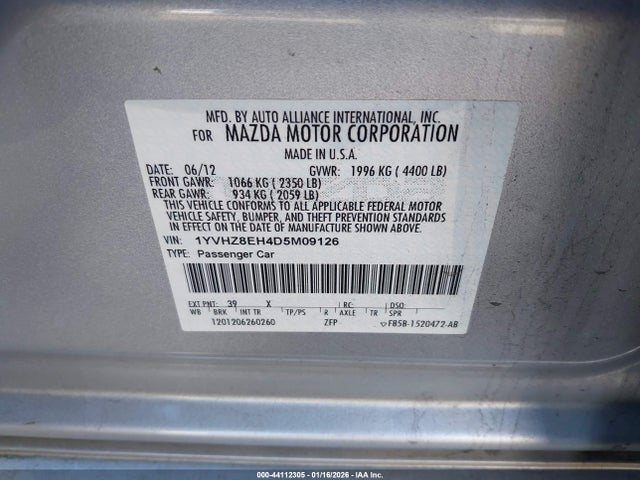 MFD. BY AUTO ALLIANCE INTERNATIONAL, INC.
FOR MAZDA MOTOR CORPORATION
MADE IN U.S.A.
DATE: 06/12 GVWR: 1996 KG ( 4400 LB)
FRONT GAWR: 1066 KG ( 2350 LB)
REAR GAWR: 934 KG ( 2059 LB)
THIS VEHICLE CONFORMS TO ALL APPLICABLE FEDERAL MOTOR
VEHICLE SAFETY, BUMPER, AND THEFT PREVENTION STANDARDS
IN EFFECT ON THE DATE OF MANUFACTURE SHOWN ABOVE.
VIN: 1YVHZ8EH4D5M09126
TYPE: Passenger Car
EXT PNT: 39 X RC: DSO:
WB BRK INT TR TP/PS R AXLE TR SPR
1201206260260 ZFP F85B-1520472-AB
000-44112305 | 01/16/2026 | IAA Inc.